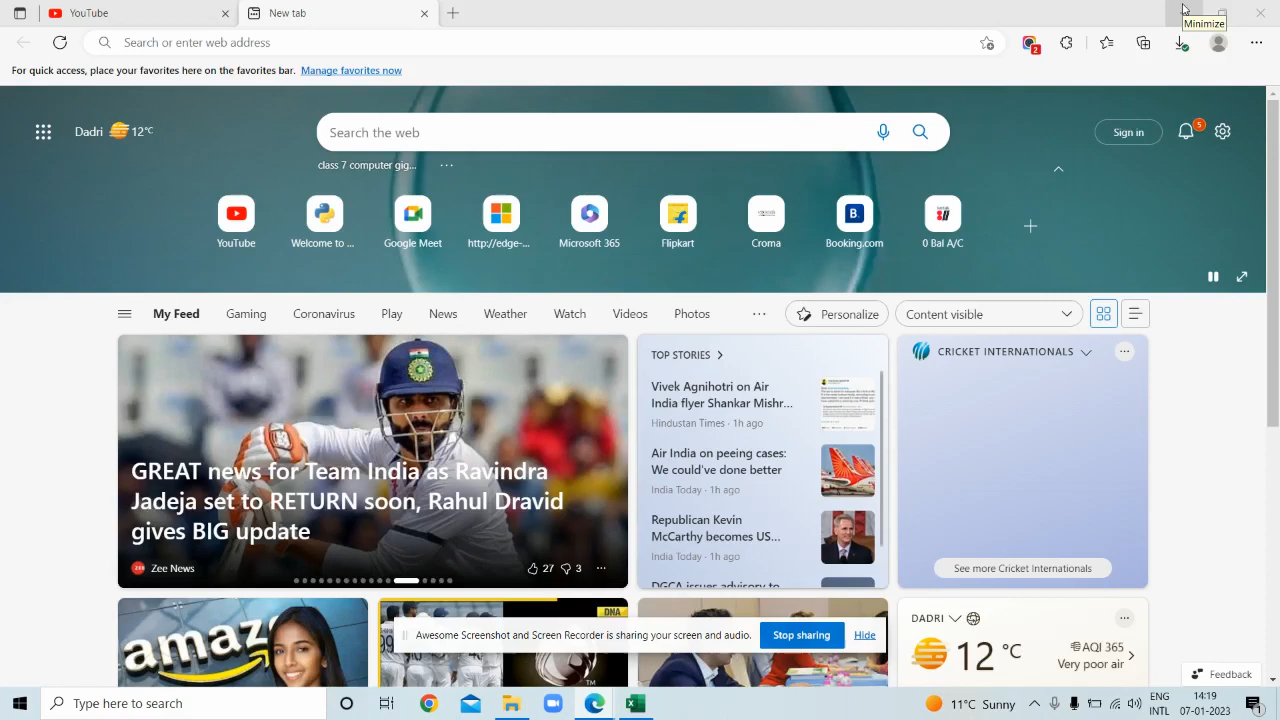 YouTube
New tab
Minimize
Search or enter web address
2
For quick access, place your favorites here on the favorites bar. Manage favorites now
Dadri 12°C
Search the web
Sign in
5
class 7 computer gig...
YouTube
Welcome to ...
Google Meet
http://edge-...
Microsoft 365
Flipkart
Croma
Booking.com
0 Bal A/C
My Feed Gaming Coronavirus Play News Weather Watch Videos Photos
Personalize
Content visible
GREAT news for Team India as Ravindra
Jadeja set to RETURN soon, Rahul Dravid
gives BIG update
Zee News
27
3
TOP STORIES
Vivek Agnihotri on Air
India flyer Shankar Mishr...
Hindustan Times · 1h ago
Air India on peeing cases:
We could've done better
India Today · 1h ago
Republican Kevin
McCarthy becomes US...
India Today · 1h ago
DGCA issues advisory to
CRICKET INTERNATIONALS
See more Cricket Internationals
amazon
DNA
DADRI
12 °C
AQI 365
Very poor air
Awesome Screenshot and Screen Recorder is sharing your screen and audio.
Stop sharing
Hide
Feedback
Type here to search
11°C Sunny
ENG
INTL
14:19
07-01-2023
1